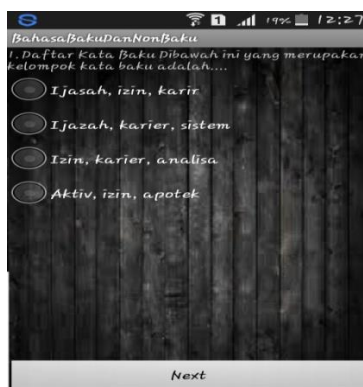 19% 12:27
BahasaBakuDanNonBaku
1. Daftar Kata Baku Dibawah ini yang merupakan
kelompok kata baku adalah....
Ijasah, izin, karir
Ijazah, karier, sistem
Izin, karier, analisa
Aktiv, izin, apotek
Next